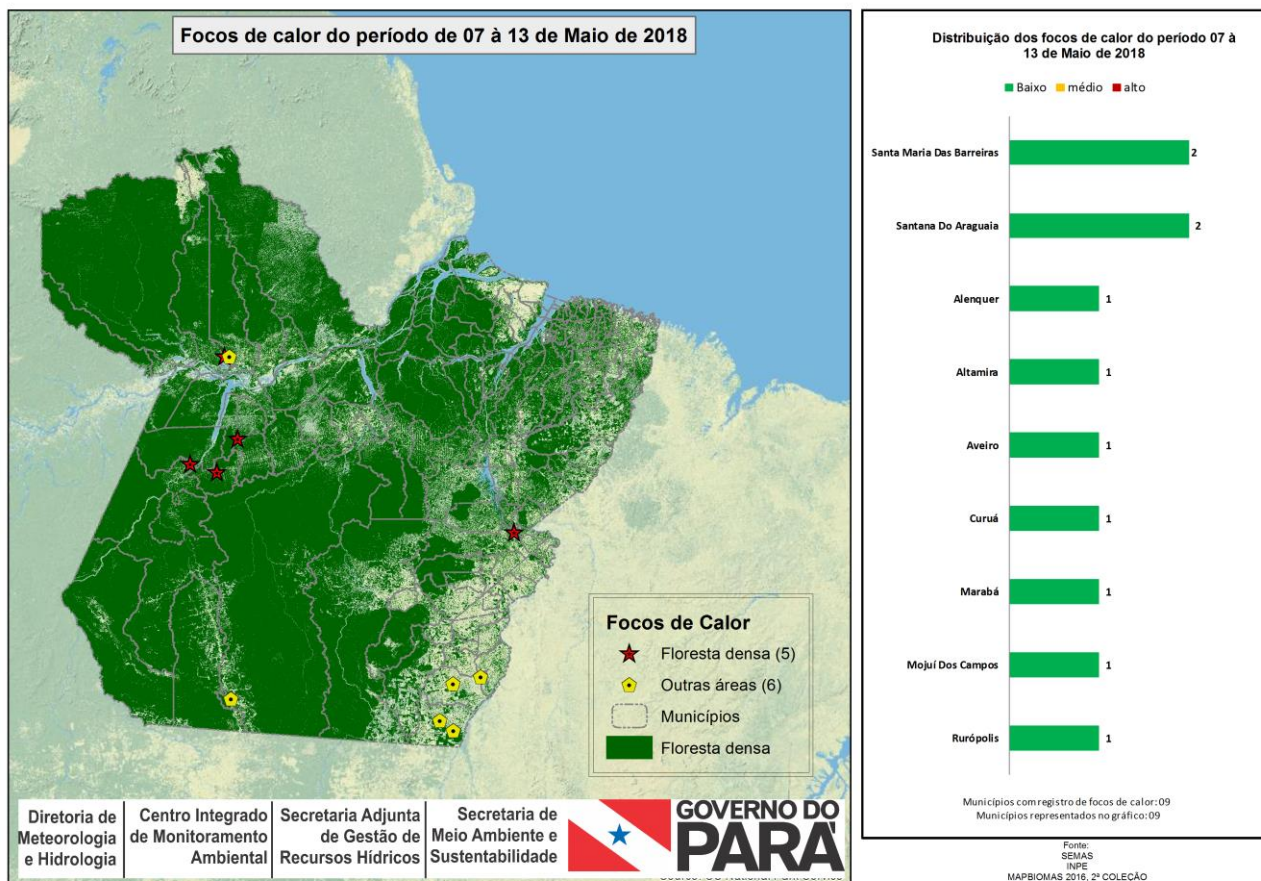 Focos de calor do período de 07 à 13 de Maio de 2018
Focos de Calor
Floresta densa (5)
Outras áreas (6)
Municípios
Floresta densa
Diretoria de
Meteorologia
e Hidrologia
Centro Integrado
de Monitoramento
Ambiental
Secretaria Adjunta
de Gestão de
Recursos Hídricos
Secretaria de
Meio Ambiente e
Sustentabilidade
GOVERNO DO
PARÁ
Distribuição dos focos de calor do período 07 à
13 de Maio de 2018
Baixo médio alto
Santa Maria Das Barreiras 2
Santana Do Araguaia 2
Alenquer 1
Altamira 1
Aveiro 1
Curuá 1
Marabá 1
Mojuí Dos Campos 1
Rurópolis 1
Municípios com registro de focos de calor: 09
Municípios representados no gráfico: 09
Fonte:
SEMAS
INPE
MAPBIOMAS 2016, 2ª COLEÇÃO